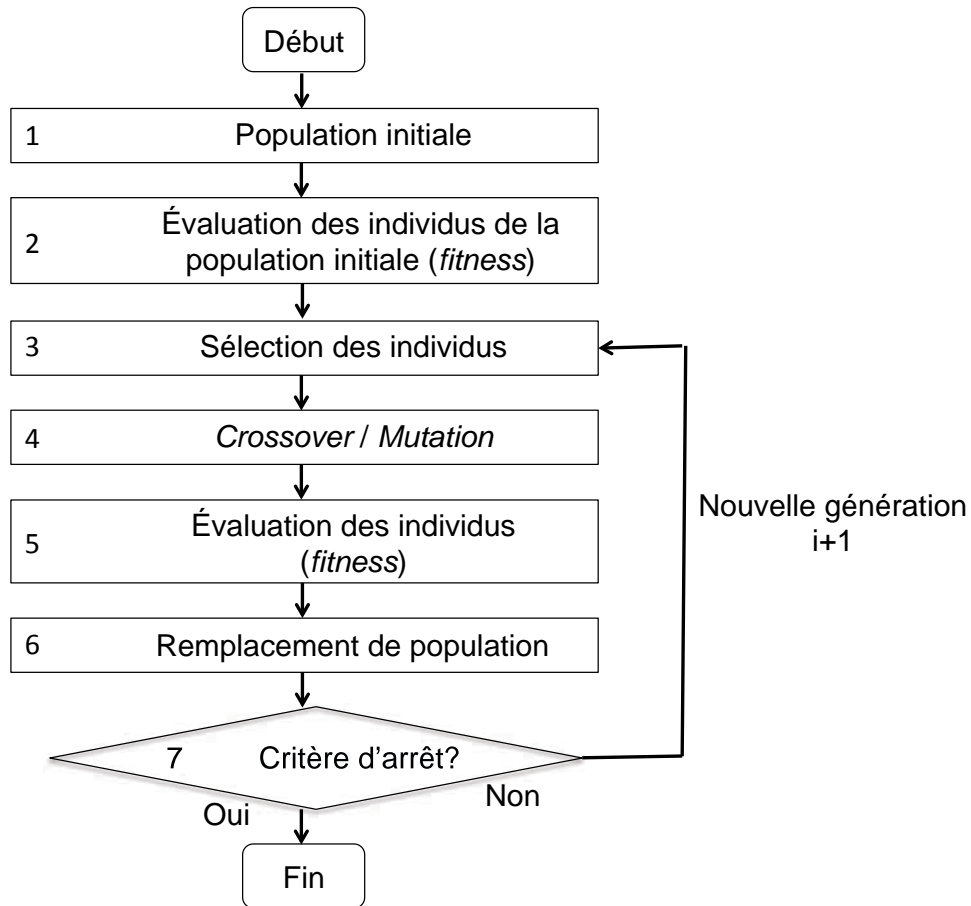 Début
1 Population initiale
2 Évaluation des individus de la
population initiale (fitness)
3 Sélection des individus
4 Crossover / Mutation
5 Évaluation des individus
(fitness)
6 Remplacement de population
7 Critère d'arrêt?
Oui
Non
Nouvelle génération
i+1
Fin